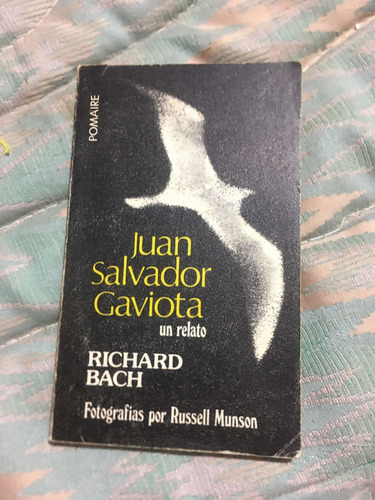 POMAIRE
Juan
Salvador
Gaviota
un relato
RICHARD
BACH
Fotografías por Russell Munson